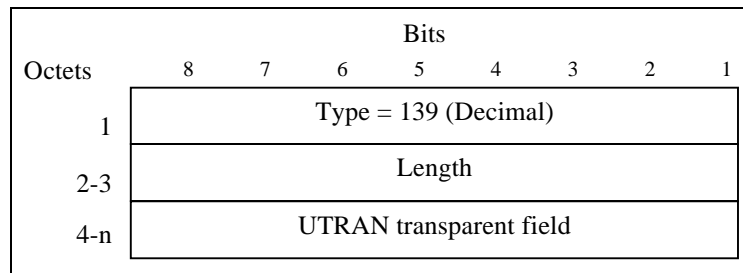 Bits
Octets 8 7 6 5 4 3 2 1
1 Type = 139 (Decimal)
2-3 Length
4-n UTRAN transparent field